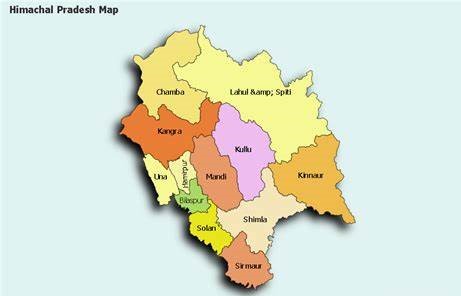 Himachal Pradesh Map
Chamba
Lahul &amp; Spiti
Kangra
Kullu
Kinnaur
Una
Hamirpur
Mandi
Bilaspur
Shimla
Solan
Sirmaur